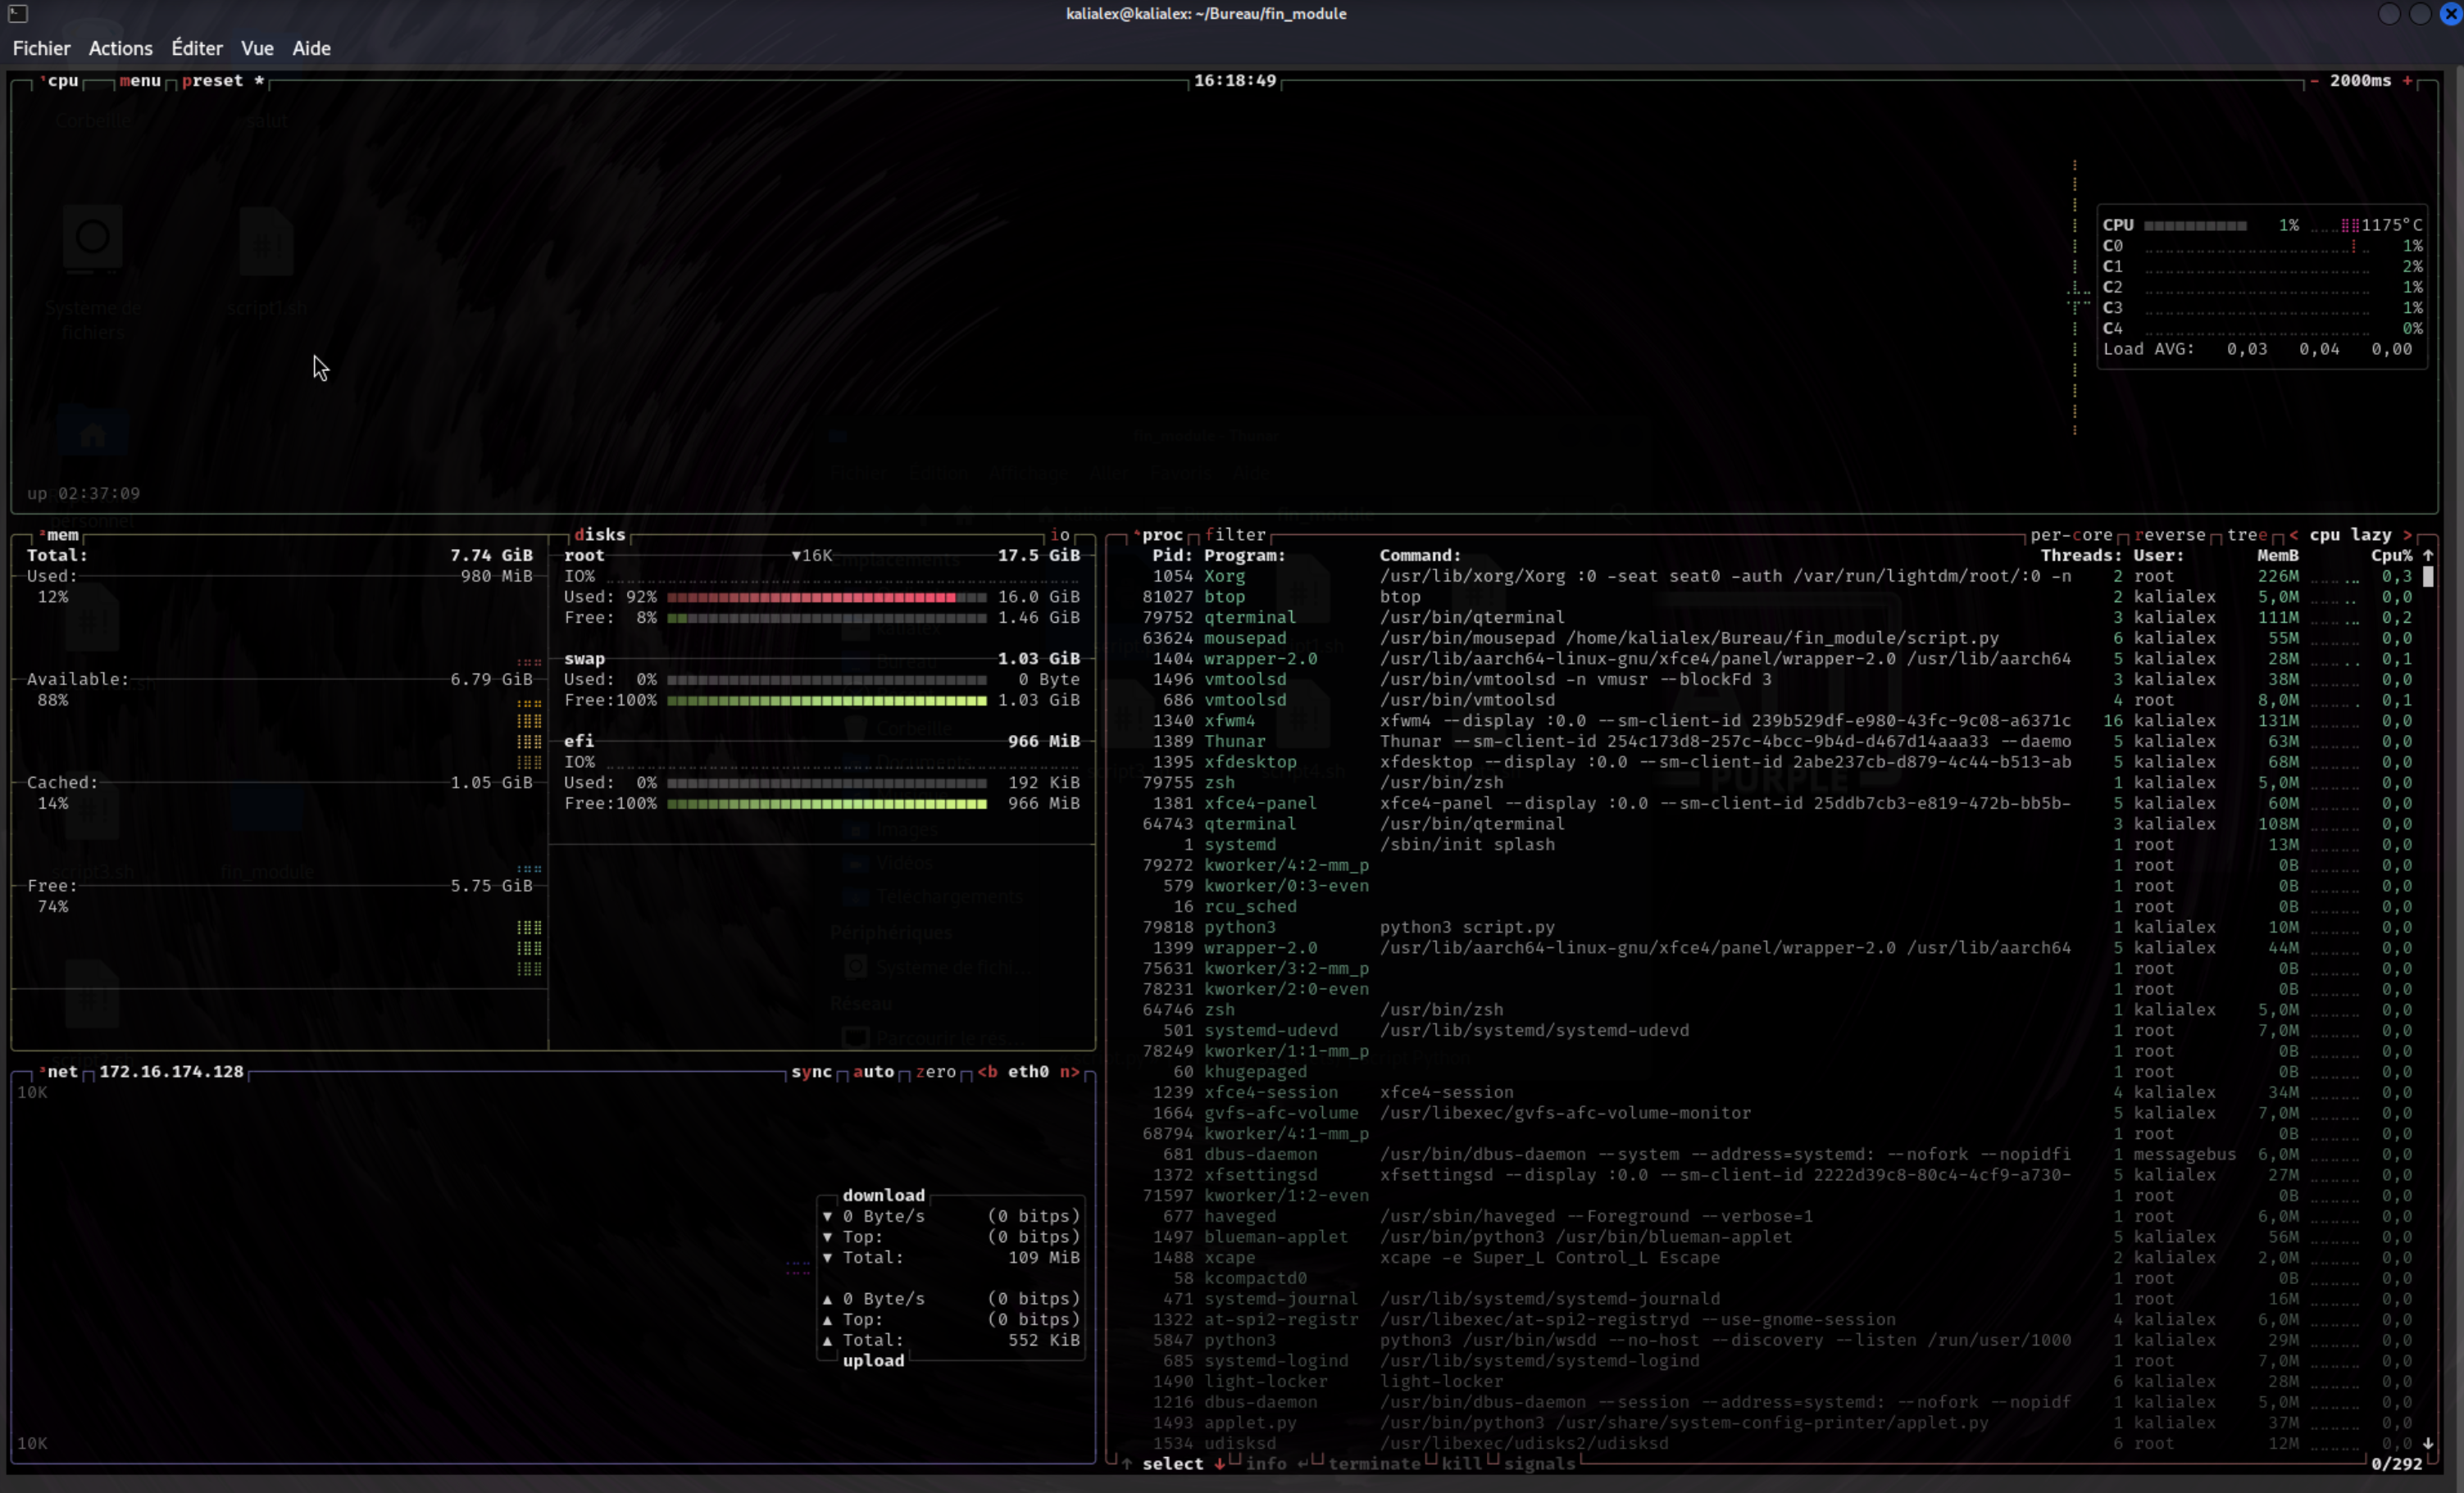 kalialex@kalialex: ~/Bureau/fin_module
Fichier Actions Éditer Vue Aide
¹cpu menu preset * 16:18:49 - 2000ms +
Corbeille salut
CPU 1% 1175°C
C0 1%
C1 2%
C2 1%
C3 1%
C4 0%
Load AVG: 0,03 0,04 0,00
Système de fichiers
script1.sh
fin_module - Thunar
Fichier Édition Affichage Aller Favoris Aide
up 02:37:09
personnel
²mem
Total: 7.74 GiB
Used: 980 MiB
12%
Available: 6.79 GiB
88%
Cached: 1.05 GiB
14%
script3.sh fin_module
Free: 5.75 GiB
74%
disks io
root ▼16K 17.5 GiB
IO%
Used: 92% 16.0 GiB
Free: 8% 1.46 GiB
swap 1.03 GiB
Used: 0% 0 Byte
Free:100% 1.03 GiB
efi 966 MiB
IO%
Used: 0% 192 KiB
Free:100% 966 MiB
Emplacements
kalialex
Bureau
Corbeille
Documents
Images
Vidéos
Téléchargements
Périphériques
Système de fichi...
Réseau
Parcourir le rés...
³net 172.16.174.128 sync auto zero <b eth0 n>
10K
download
▼ 0 Byte/s (0 bitps)
▼ Top: (0 bitps)
▼ Total: 109 MiB
▲ 0 Byte/s (0 bitps)
▲ Top: (0 bitps)
▲ Total: 552 KiB
upload
10K
⁴proc filter per-core reverse tree < cpu lazy >
Pid: Program: Command: Threads: User: MemB Cpu% ↑
1054 Xorg /usr/lib/xorg/Xorg :0 -seat seat0 -auth /var/run/lightdm/root/:0 -n 2 root 226M 0,3
81027 btop btop 2 kalialex 5,0M 0,0
79752 qterminal /usr/bin/qterminal 3 kalialex 111M 0,2
63624 mousepad /usr/bin/mousepad /home/kalialex/Bureau/fin_module/script.py 6 kalialex 55M 0,0
1404 wrapper-2.0 /usr/lib/aarch64-linux-gnu/xfce4/panel/wrapper-2.0 /usr/lib/aarch64 5 kalialex 28M 0,1
1496 vmtoolsd /usr/bin/vmtoolsd -n vmusr --blockFd 3 3 kalialex 38M 0,0
686 vmtoolsd /usr/bin/vmtoolsd 4 root 8,0M 0,1
1340 xfwm4 xfwm4 --display :0.0 --sm-client-id 239b529df-e980-43fc-9c08-a6371c 16 kalialex 131M 0,0
1389 Thunar Thunar --sm-client-id 254c173d8-257c-4bcc-9b4d-d467d14aaa33 --daemo 5 kalialex 63M 0,0
1395 xfdesktop xfdesktop --display :0.0 --sm-client-id 2abe237cb-d879-4c44-b513-ab 5 kalialex 68M 0,0
79755 zsh /usr/bin/zsh 1 kalialex 5,0M 0,0
1381 xfce4-panel xfce4-panel --display :0.0 --sm-client-id 25ddb7cb3-e819-472b-bb5b- 5 kalialex 60M 0,0
64743 qterminal /usr/bin/qterminal 3 kalialex 108M 0,0
1 systemd /sbin/init splash 1 root 13M 0,0
79272 kworker/4:2-mm_p 1 root 0B 0,0
579 kworker/0:3-even 1 root 0B 0,0
16 rcu_sched 1 root 0B 0,0
79818 python3 python3 script.py 1 kalialex 10M 0,0
1399 wrapper-2.0 /usr/lib/aarch64-linux-gnu/xfce4/panel/wrapper-2.0 /usr/lib/aarch64 5 kalialex 44M 0,0
75631 kworker/3:2-mm_p 1 root 0B 0,0
78231 kworker/2:0-even 1 root 0B 0,0
64746 zsh /usr/bin/zsh 1 kalialex 5,0M 0,0
501 systemd-udevd /usr/lib/systemd/systemd-udevd 1 root 7,0M 0,0
78249 kworker/1:1-mm_p 1 root 0B 0,0
60 khugepaged 1 root 0B 0,0
1239 xfce4-session xfce4-session 4 kalialex 34M 0,0
1664 gvfs-afc-volume /usr/libexec/gvfs-afc-volume-monitor 5 kalialex 7,0M 0,0
68794 kworker/4:1-mm_p 1 root 0B 0,0
681 dbus-daemon /usr/bin/dbus-daemon --system --address=systemd: --nofork --nopidfi 1 messagebus 6,0M 0,0
1372 xfsettingsd xfsettingsd --display :0.0 --sm-client-id 2222d39c8-80c4-4cf9-a730- 5 kalialex 27M 0,0
71597 kworker/1:2-even 1 root 0B 0,0
677 haveged /usr/sbin/haveged --Foreground --verbose=1 1 root 6,0M 0,0
1497 blueman-applet /usr/bin/python3 /usr/bin/blueman-applet 5 kalialex 56M 0,0
1488 xcape xcape -e Super_L Control_L Escape 2 kalialex 2,0M 0,0
58 kcompactd0 1 root 0B 0,0
471 systemd-journal /usr/lib/systemd/systemd-journald 1 root 16M 0,0
1322 at-spi2-registr /usr/libexec/at-spi2-registryd --use-gnome-session 4 kalialex 6,0M 0,0
5847 python3 python3 /usr/bin/wsdd --no-host --discovery --listen /run/user/1000 1 kalialex 29M 0,0
685 systemd-logind /usr/lib/systemd/systemd-logind 1 root 7,0M 0,0
1490 light-locker light-locker 6 kalialex 28M 0,0
1216 dbus-daemon /usr/bin/dbus-daemon --session --address=systemd: --nofork --nopidf 1 kalialex 5,0M 0,0
1493 applet.py /usr/bin/python3 /usr/share/system-config-printer/applet.py 1 kalialex 37M 0,0
1534 udisksd /usr/libexec/udisks2/udisksd 6 root 12M 0,0 ↓
↑ select ↓ info ↵ terminate kill signals 0/292
PURPLE